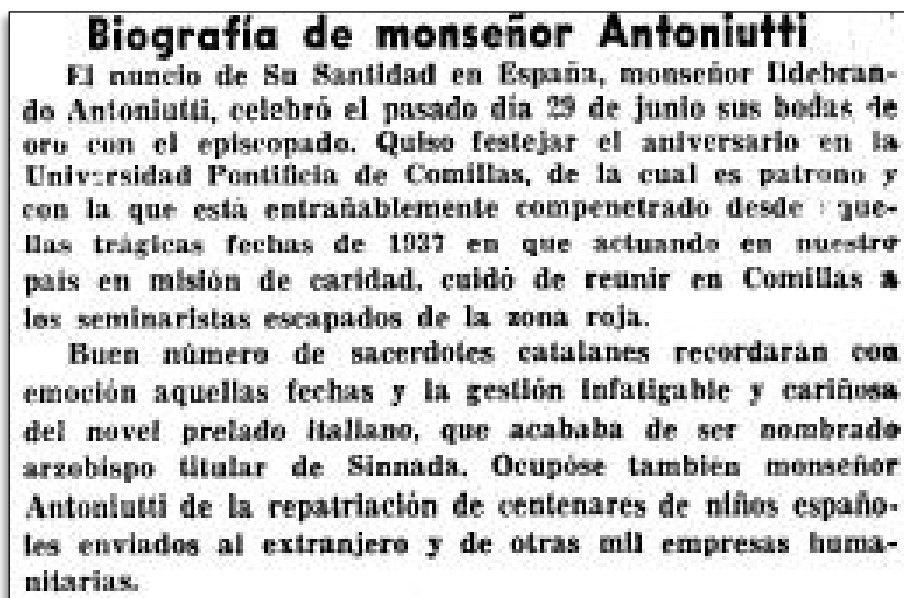 Biografía de monseñor Antoniutti
El nuncio de Su Santidad en España, monseñor Ildebran-
do Antoniutti, celebró el pasado día 29 de junio sus bodas de
oro con el episcopado. Quiso festejar el aniversario en la
Universidad Pontificia de Comillas, de la cual es patrono y
con la que está entrañablemente compenetrado desde aque-
llas trágicas fechas de 1937 en que actuando en nuestro
país en misión de caridad, cuidó de reunir en Comillas a
los seminaristas escapados de la zona roja.
Buen número de sacerdotes catalanes recordarán con
emoción aquellas fechas y la gestión infatigable y cariñosa
del novel prelado italiano, que acababa de ser nombrado
arzobispo titular de Sinnada. Ocupóse también monseñor
Antoniutti de la repatriación de centenares de niños españo-
les enviados al extranjero y de otras mil empresas huma-
nitarias.